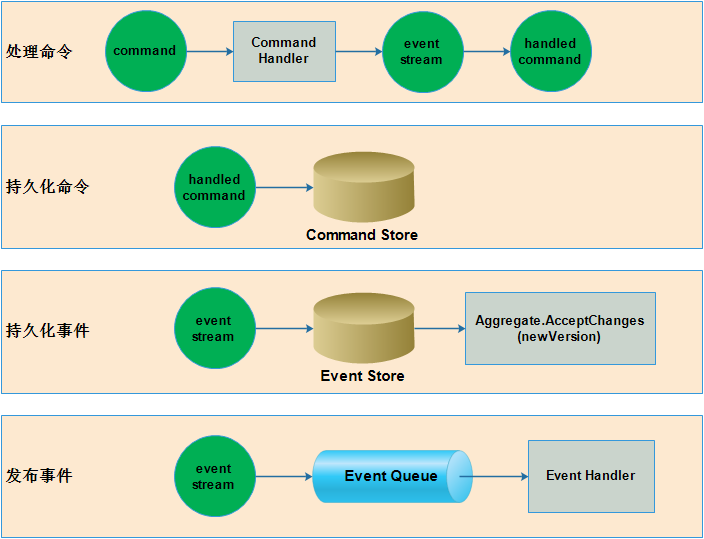 处理命令
command
Command
Handler
event
stream
handled
command
持久化命令
handled
command
Command Store
持久化事件
event
stream
Event Store
Aggregate.AcceptChanges
(newVersion)
发布事件
event
stream
Event Queue
Event Handler